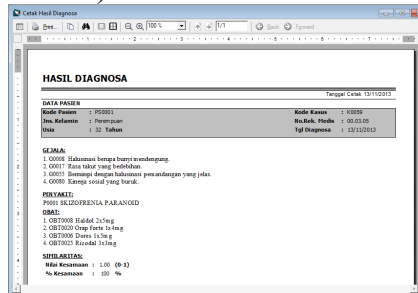 Cetak Hasil Diagnosa
Print... 100 % 1/1 Back Forward
HASIL DIAGNOSA
Tanggal Cetak 13/11/2013
DATA PASIEN
Kode Pasien : PS0001 Kode Kasus : K0059
Jns. Kelamin : Perempuan No.Rek. Medis : 00.03.05
Usia : 32 Tahun Tgl Diagnosa : 13/11/2013
GEJALA:
1. G0008 Halusinasi berupa bunyi mendengung.
2. G0017 Rasa takut yang berlebihan.
3. G0055 Bermimpi dengan halusinasi pemandangan yang jelas.
4. G0080 Kinerja sosial yang buruk.
PENYAKIT:
P0001 SKIZOFRENIA PARANOID
OBAT:
1. OBT0008 Haldol 2x5mg
2. OBT0020 Orap forte 1x4mg
3. OBT0006 Dores 1x5mg
4. OBT0025 Rizodal 3x3mg
SIMILARITAS:
Nilai Kesamaan : 1.00 (0-1)
% Kesamaan : 100 %